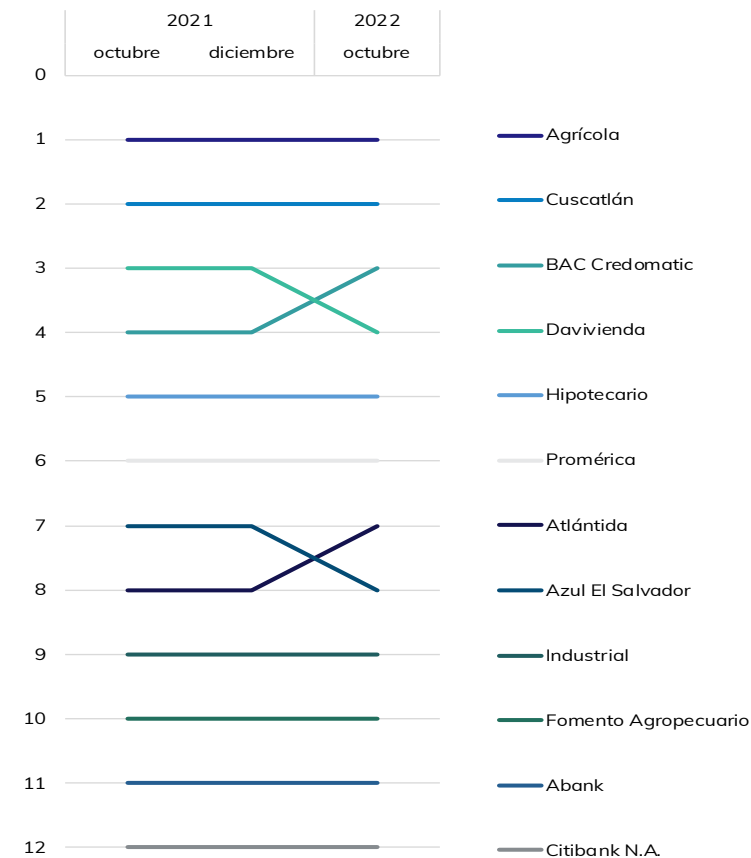 2021 2022
octubre diciembre octubre
0
1 Agrícola
2 Cuscatlán
3 BAC Credomatic
4 Davivienda
5 Hipotecario
6 Promérica
7 Atlántida
8 Azul El Salvador
9 Industrial
10 Fomento Agropecuario
11 Abank
12 Citibank N.A.